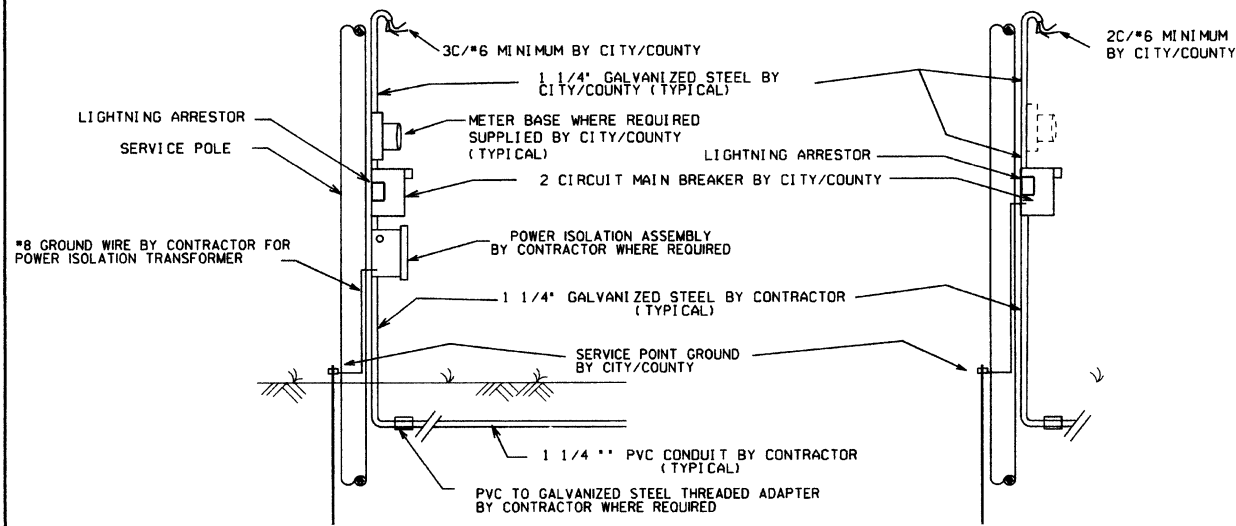 3C/#6 MINIMUM BY CITY/COUNTY
2C/#6 MINIMUM
BY CITY/COUNTY
1 1/4" GALVANIZED STEEL BY
CITY/COUNTY (TYPICAL)
LIGHTNING ARRESTOR
METER BASE WHERE REQUIRED
SUPPLIED BY CITY/COUNTY
(TYPICAL)
SERVICE POLE
LIGHTNING ARRESTOR
2 CIRCUIT MAIN BREAKER BY CITY/COUNTY
#8 GROUND WIRE BY CONTRACTOR FOR
POWER ISOLATION TRANSFORMER
POWER ISOLATION ASSEMBLY
BY CONTRACTOR WHERE REQUIRED
1 1/4" GALVANIZED STEEL BY CONTRACTOR
(TYPICAL)
SERVICE POINT GROUND
BY CITY/COUNTY
1 1/4 "" PVC CONDUIT BY CONTRACTOR
(TYPICAL)
PVC TO GALVANIZED STEEL THREADED ADAPTER
BY CONTRACTOR WHERE REQUIRED